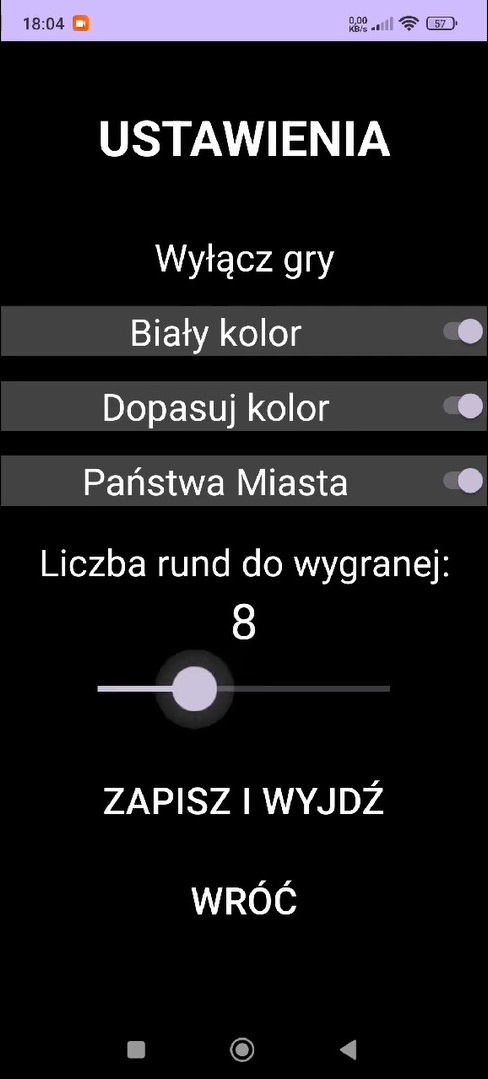 18:04
0,00
KB/s
57
USTAWIENIA
Wyłącz gry
Biały kolor
Dopasuj kolor
Państwa Miasta
Liczba rund do wygranej:
8
ZAPISZ I WYJDŹ
WRÓĆ